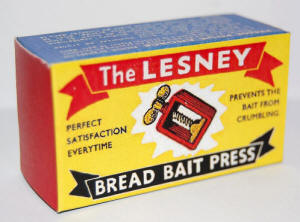 The LESNEY
PERFECT
SATISFACTION
EVERYTIME
PREVENTS THE
BAIT FROM
CRUMBLING.
BREAD BAIT PRESS